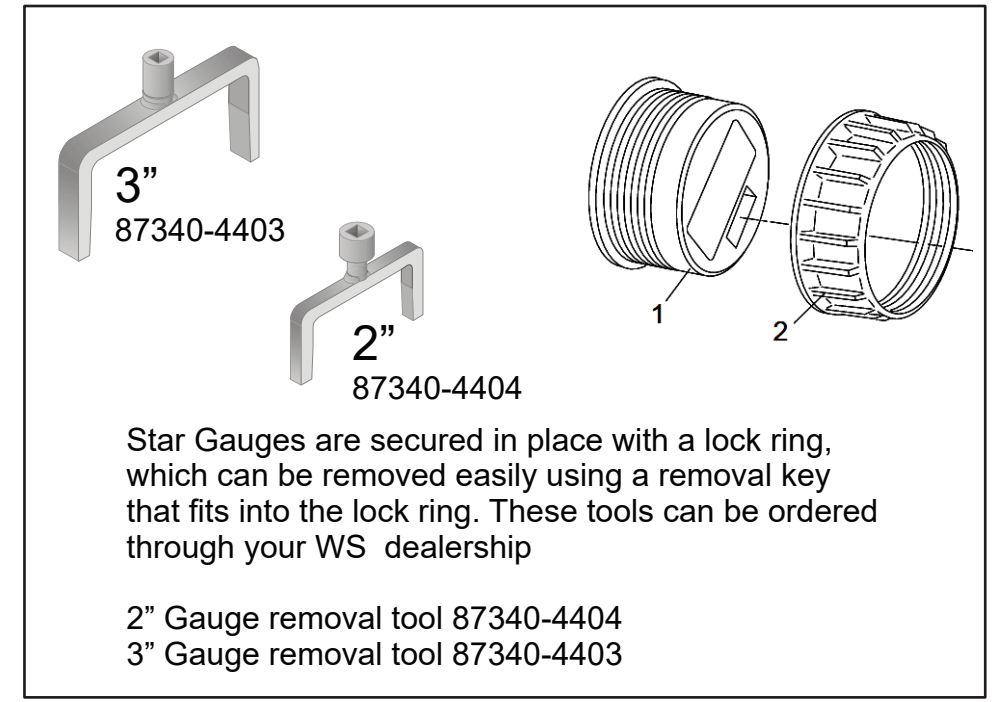 3”
87340-4403
2”
87340-4404
1
2
Star Gauges are secured in place with a lock ring,
which can be removed easily using a removal key
that fits into the lock ring. These tools can be ordered
through your WS  dealership
2” Gauge removal tool 87340-4404
3” Gauge removal tool 87340-4403